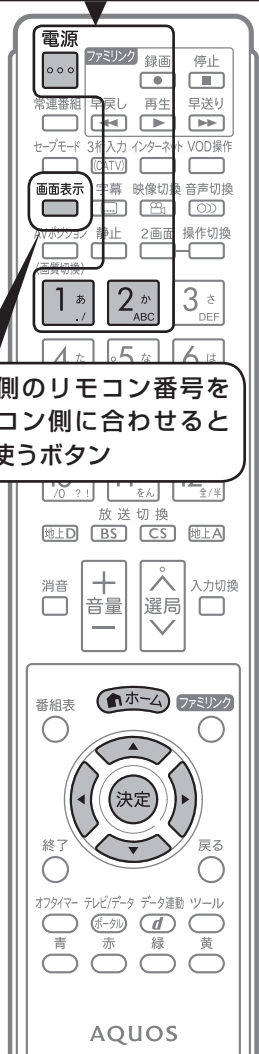 電源
ファミリンク 録画 停止
常連番組 早戻し 再生 早送り
セーブモード 3桁入力 インターネット VOD操作
(CATV)
画面表示 字幕 映像切換 音声切換
AVポジション 静止 2画面 操作切換
(画質切換)
1 あ ./
2 か ABC
3 さ DEF
4 た 5 な 6 は
側のリモコン番号を
コン側に合わせると
使うボタン
/0 ?! をん 全/半
放送切換
地上D BS CS 地上A
消音 + 音量 − 選局 入力切換
番組表 ホーム ファミリンク
決定
終了 戻る
オフタイマー テレビ/データ データ連動 ツール
ポータル d
青 赤 緑 黄
AQUOS